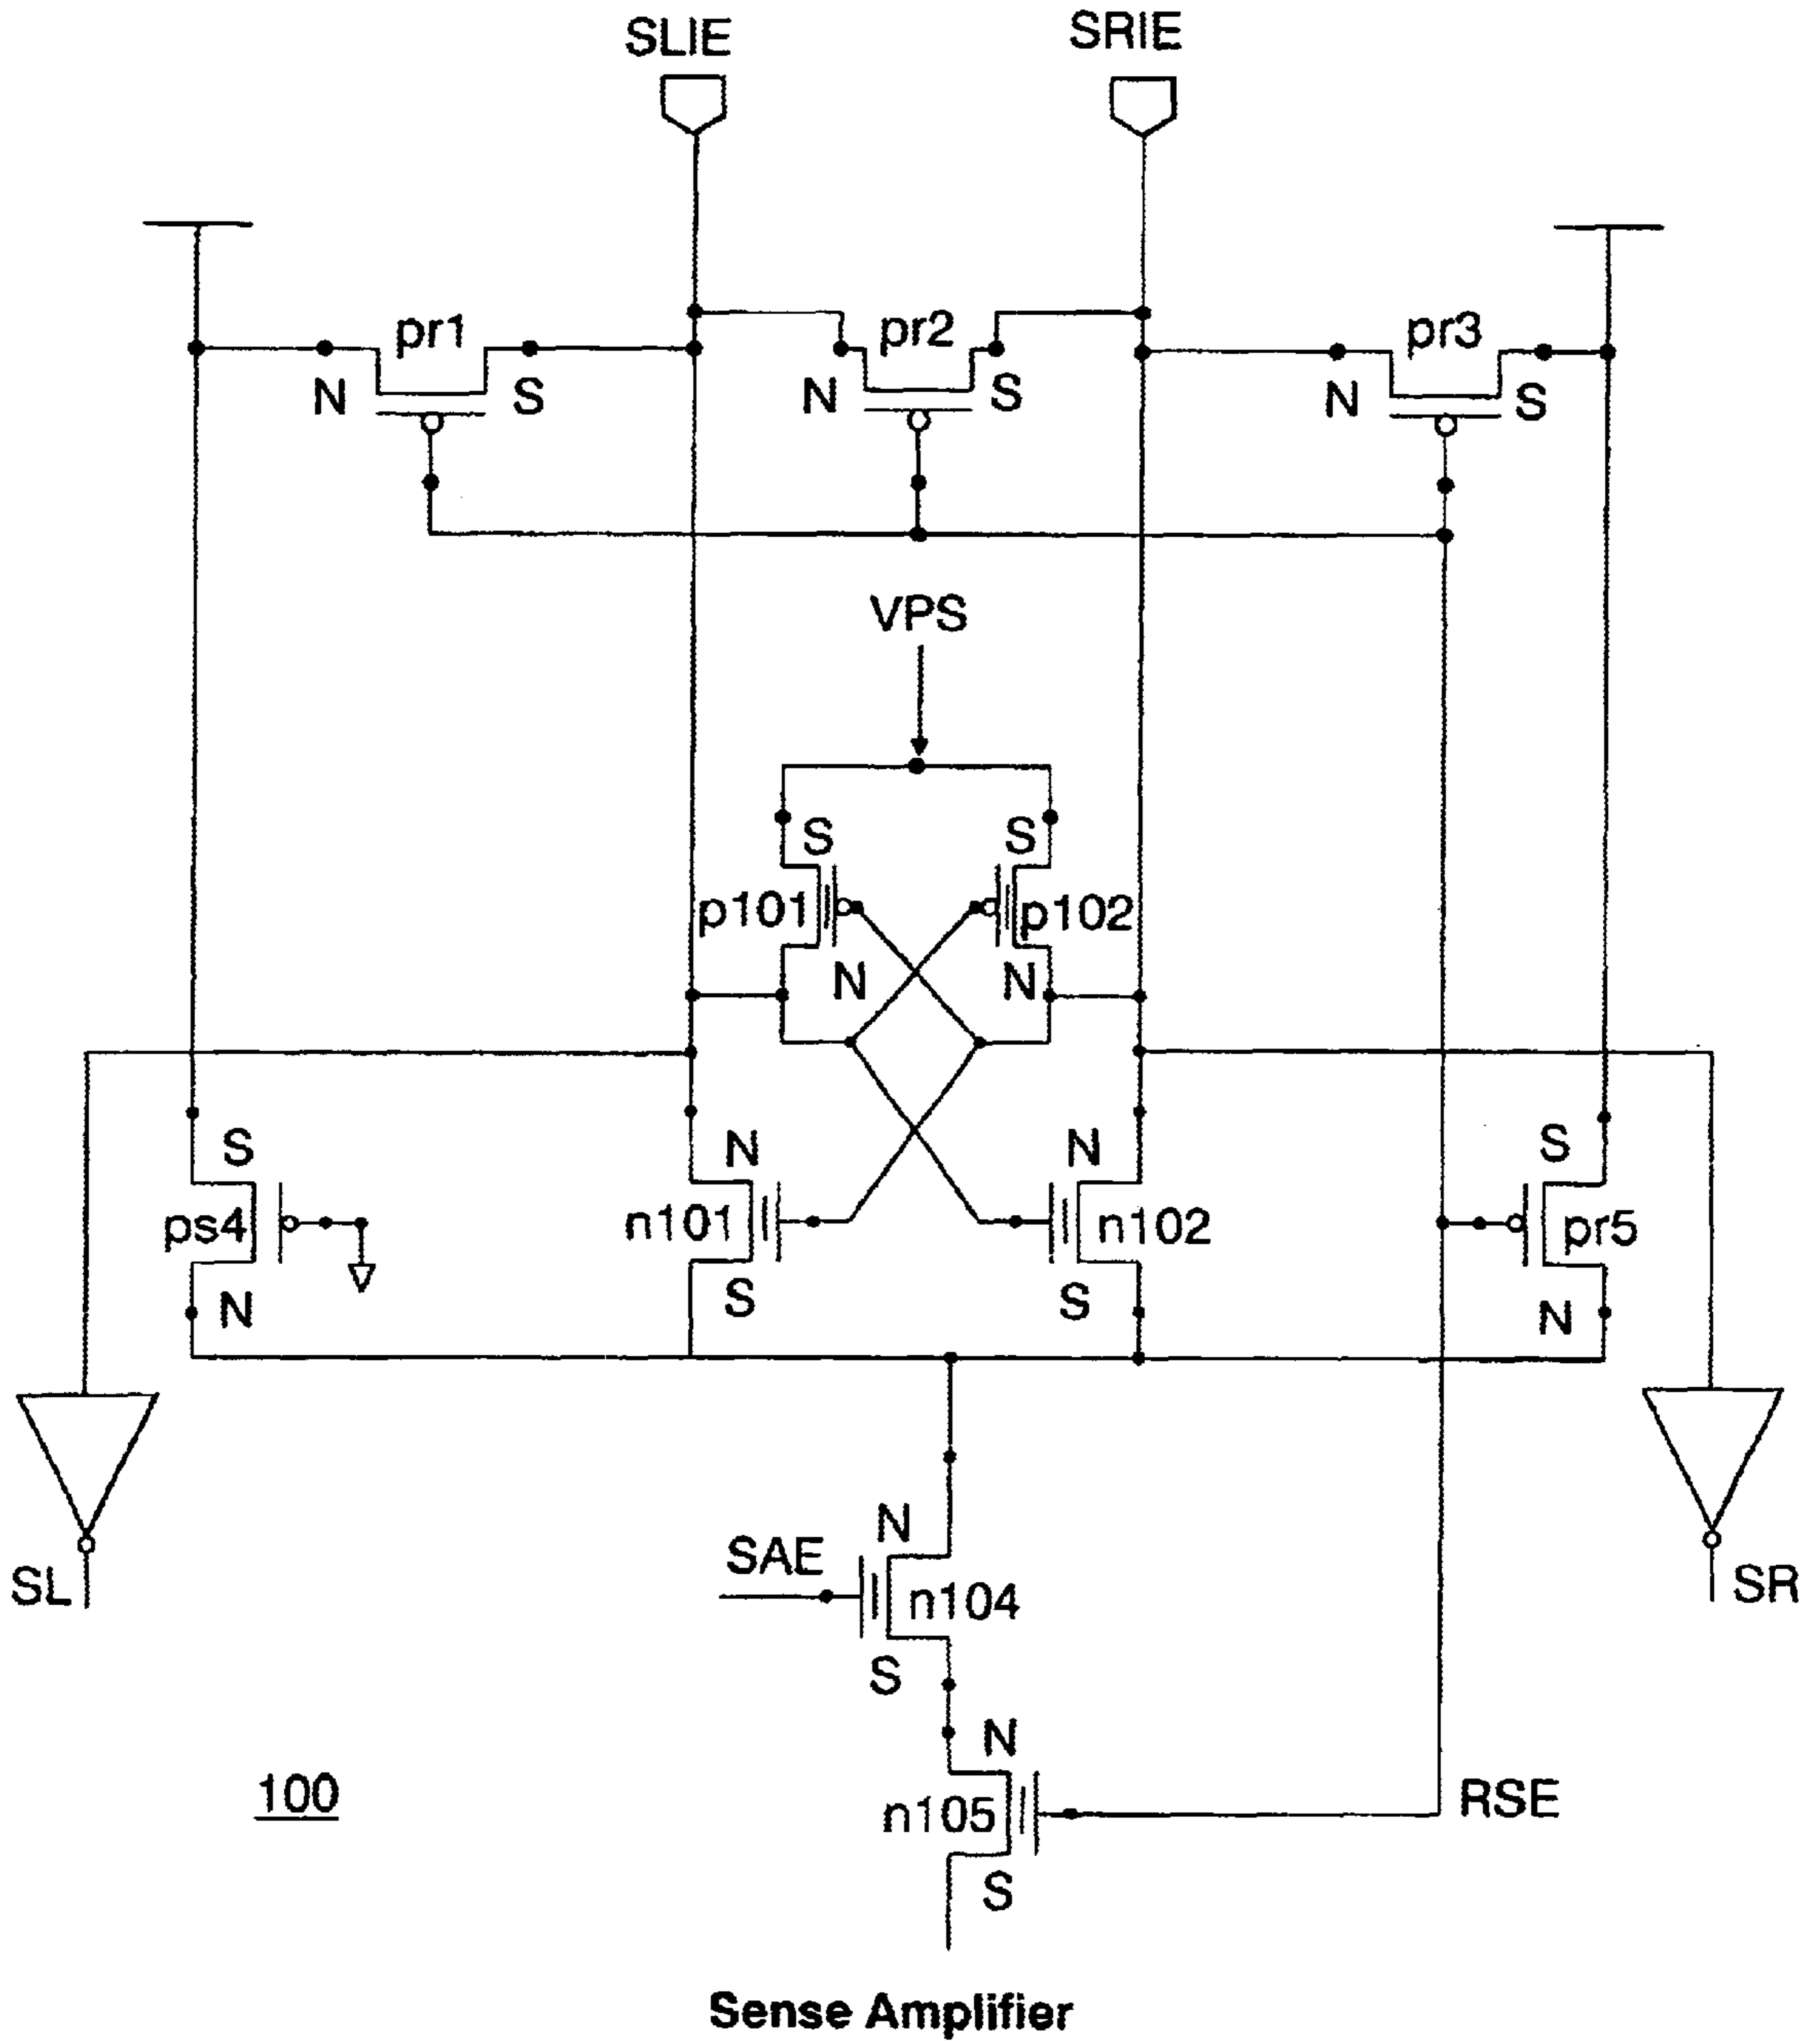 SLIE
SRIE
pr1
pr2
pr3
N
S
N
S
N
S
VPS
S
S
p101
p102
N
N
S
N
N
S
ps4
n101
n102
pr5
N
S
S
N
N
SAE
n104
SL
SR
S
N
100
n105
RSE
S
Sense Amplifier